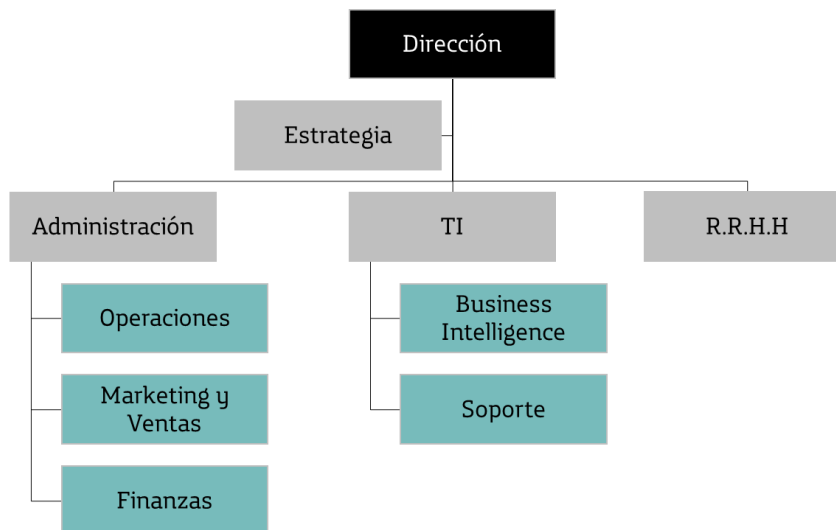 Dirección
Estrategia
Administración
TI
R.R.H.H
Operaciones
Business
Intelligence
Marketing y
Ventas
Soporte
Finanzas